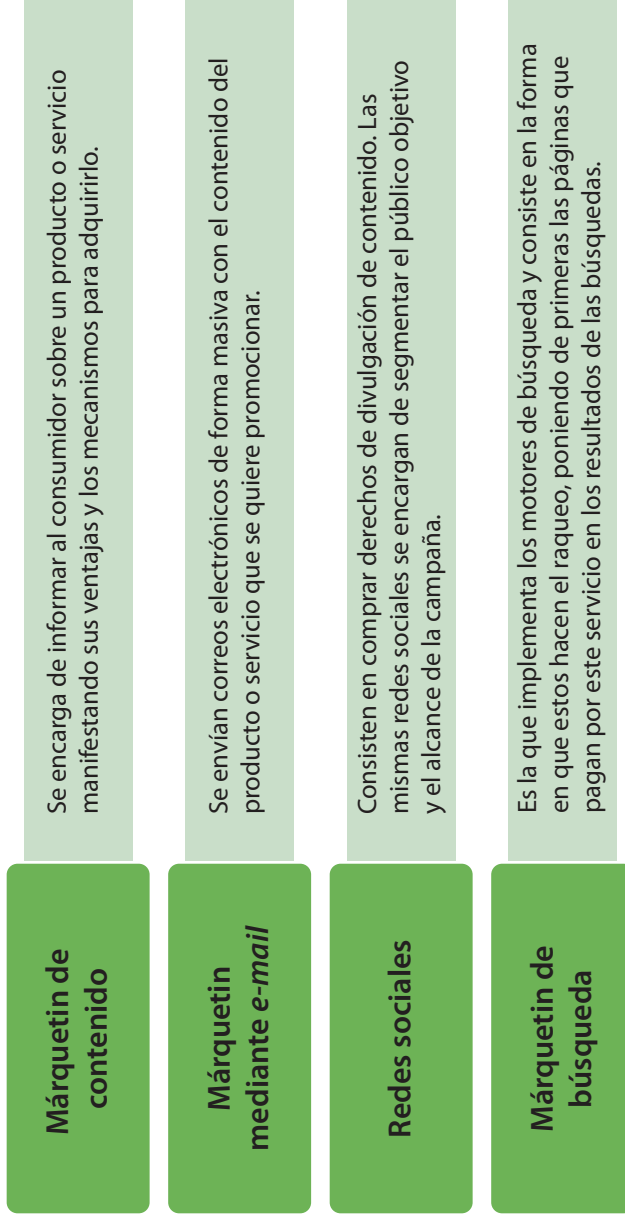 Márquetin de
contenido
Se encarga de informar al consumidor sobre un producto o servicio
manifestando sus ventajas y los mecanismos para adquirirlo.
Márquetin
mediante e-mail
Se envían correos electrónicos de forma masiva con el contenido del
producto o servicio que se quiere promocionar.
Redes sociales
Consisten en comprar derechos de divulgación de contenido. Las
mismas redes sociales se encargan de segmentar el público objetivo
y el alcance de la campaña.
Márquetin de
búsqueda
Es la que implementa los motores de búsqueda y consiste en la forma
en que estos hacen el raqueo, poniendo de primeras las páginas que
pagan por este servicio en los resultados de las búsquedas.